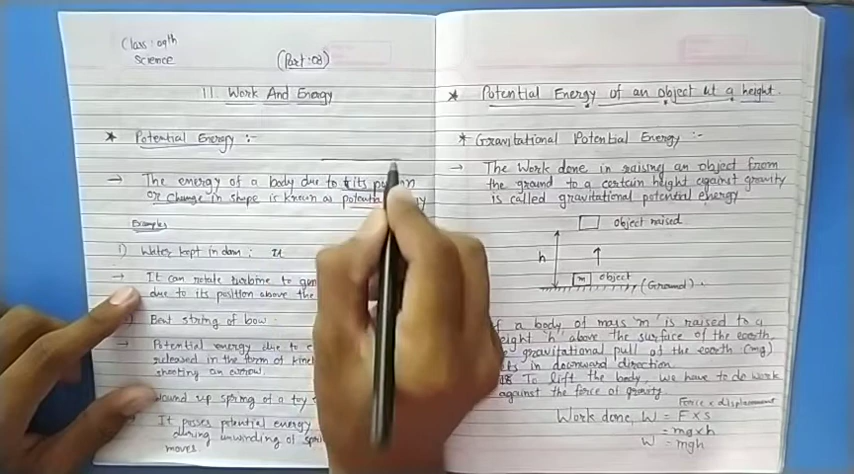 Class: 09th
Science
(Part:08)
11. Work And Energy
* Potential Energy :-
→ The energy of a body due to its
or change in shape is known as
Examples
i) Water kept in dam : It
→ It can rotate turbine to
due to its position above the
Bent string of bow.
→ Potential energy due to
released in the form of
shooting an arrow.
Wound up spring of a toy
It posses potential energy
during unwinding of
moves.
* Potential Energy of an object at a height.
* Gravitational Potential Energy :-
→ The work done in raising an object from
the ground to a certain height against gravity
is called gravitational potential energy
object raised
h
m object
(Ground).
a body, of mass 'm' is raised to a
'h' above the surface of the earth,
gravitational pull of the earth (mg)
in downward direction.
To lift the body, we have to do work
against the force of gravity.
Force x displacement
Work done, W = F x s
= mg x h
W = mgh